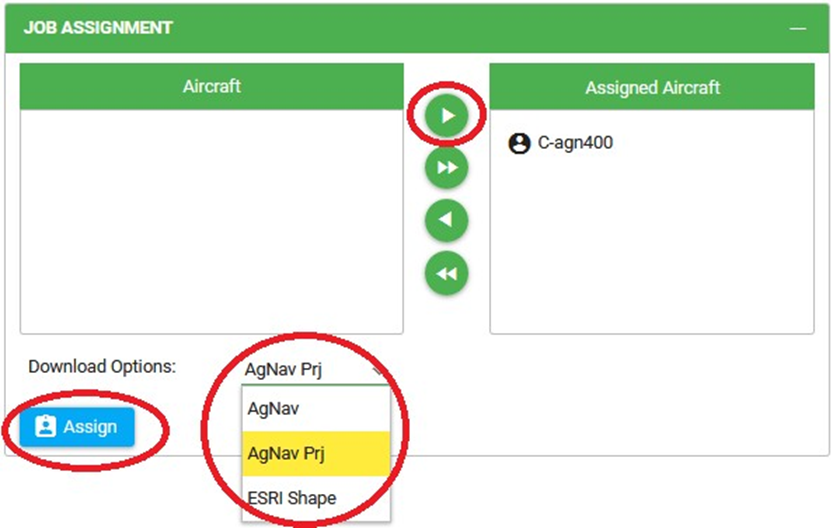 JOB ASSIGNMENT
Aircraft
Assigned Aircraft
C-agn400
Download Options:
AgNav Prj
AgNav
AgNav Prj
ESRI Shape
Assign